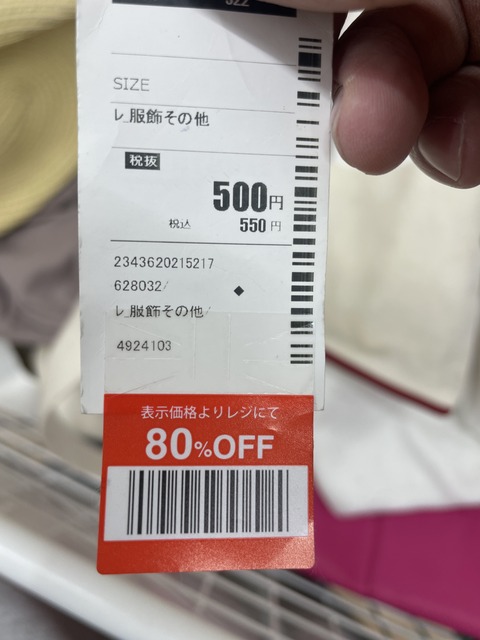 SIZE
レ 服飾その他
税抜
500円
税込 550円
2343620215217
628032/ ◆
レ 服飾その他/
4924103
表示価格よりレジにて
80%OFF